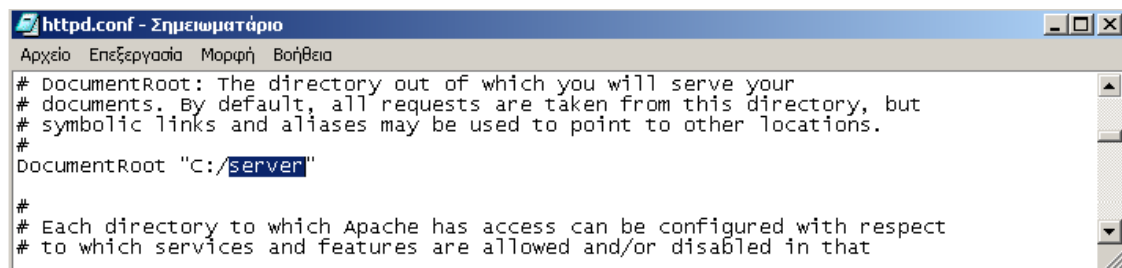 httpd.conf - Σημειωματάριο
Αρχείο Επεξεργασία Μορφή Βοήθεια
# DocumentRoot: The directory out of which you will serve your
# documents. By default, all requests are taken from this directory, but
# symbolic links and aliases may be used to point to other locations.
#
DocumentRoot "C:/server"
#
# Each directory to which Apache has access can be configured with respect
# to which services and features are allowed and/or disabled in that